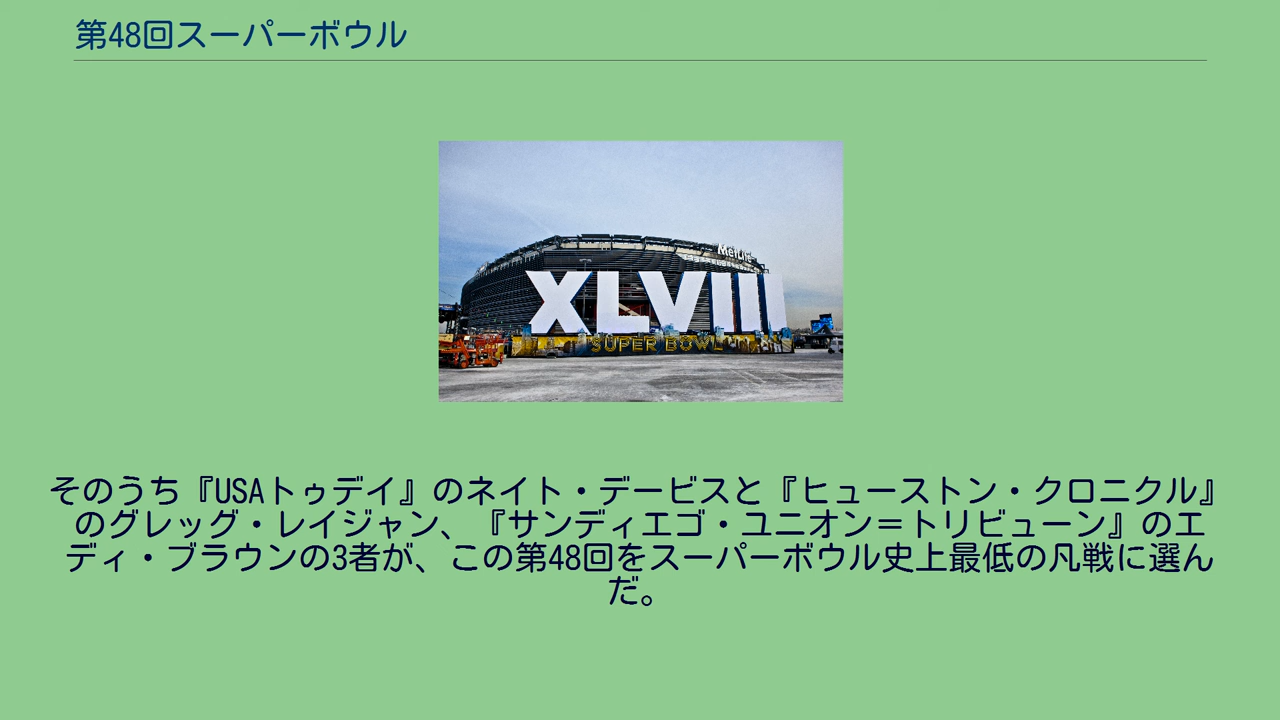 第48回スーパーボウル
MetLife
XLVIII
SUPER BOWL
そのうち『USAトゥデイ』のネイト・デービスと『ヒューストン・クロニクル』
のグレッグ・レイジャン、『サンディエゴ・ユニオン＝トリビューン』のエ
ディ・ブラウンの3者が、この第48回をスーパーボウル史上最低の凡戦に選ん
だ。